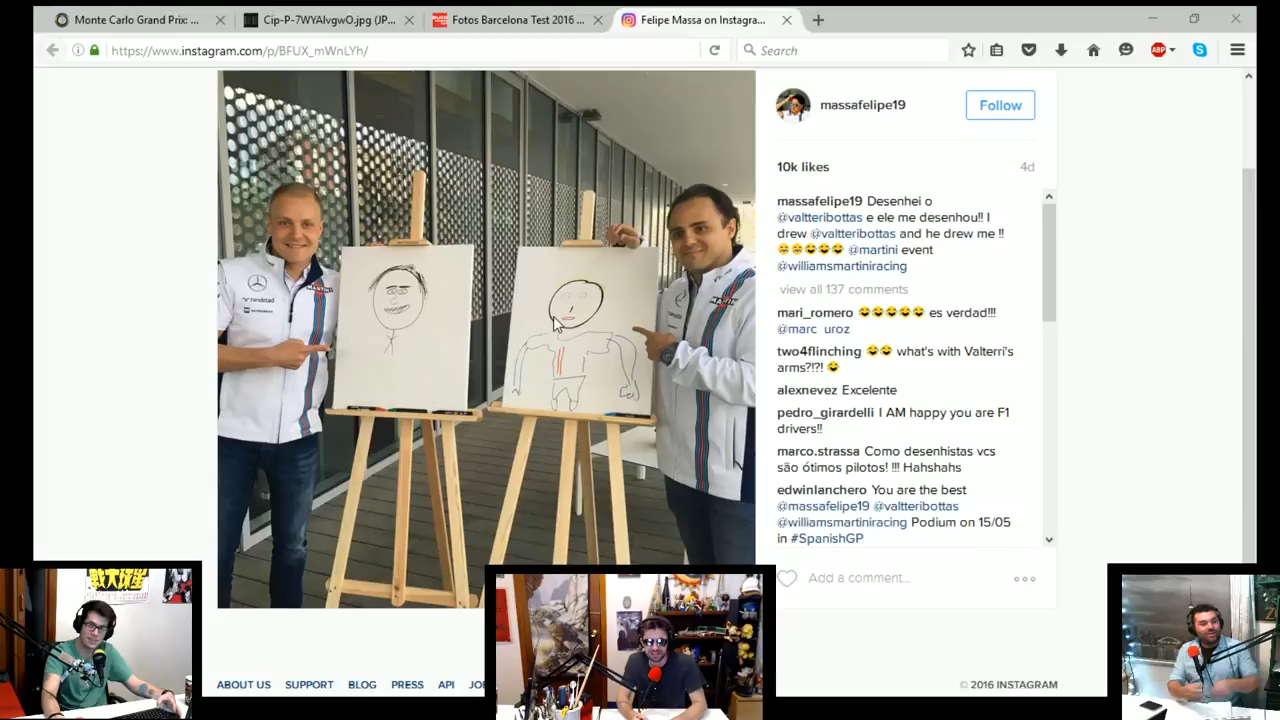 Monte Carlo Grand Prix:
Cip-P-7WYAIvgwO.jpg (JP...
Fotos Barcelona Test 2016 ...
Felipe Massa on Instagra...
https://www.instagram.com/p/BFUX_mWnLYh/
Search
ABP
massafelipe19
Follow
10k likes
4d
massafelipe19 Desenhei o
@valtteribottas e ele me desenhou!! I
drew @valtteribottas and he drew me !!
@martini event
@williamsmartiniracing
view all 137 comments
mari_romero es verdad!!!
@marc_uroz
two4flinching what's with Valterri's
arms?!?!
alexnevez Excelente
pedro_girardelli I AM happy you are F1
drivers!!
marco.strassa Como desenhistas vcs
são ótimos pilotos! !!! Hahshahs
edwinlanchero You are the best
@massafelipe19 @valtteribottas
@williamsmartiniracing Podium on 15/05
in #SpanishGP
Add a comment...
ABOUT US
SUPPORT
BLOG
PRESS
API
JO
© 2016 INSTAGRAM